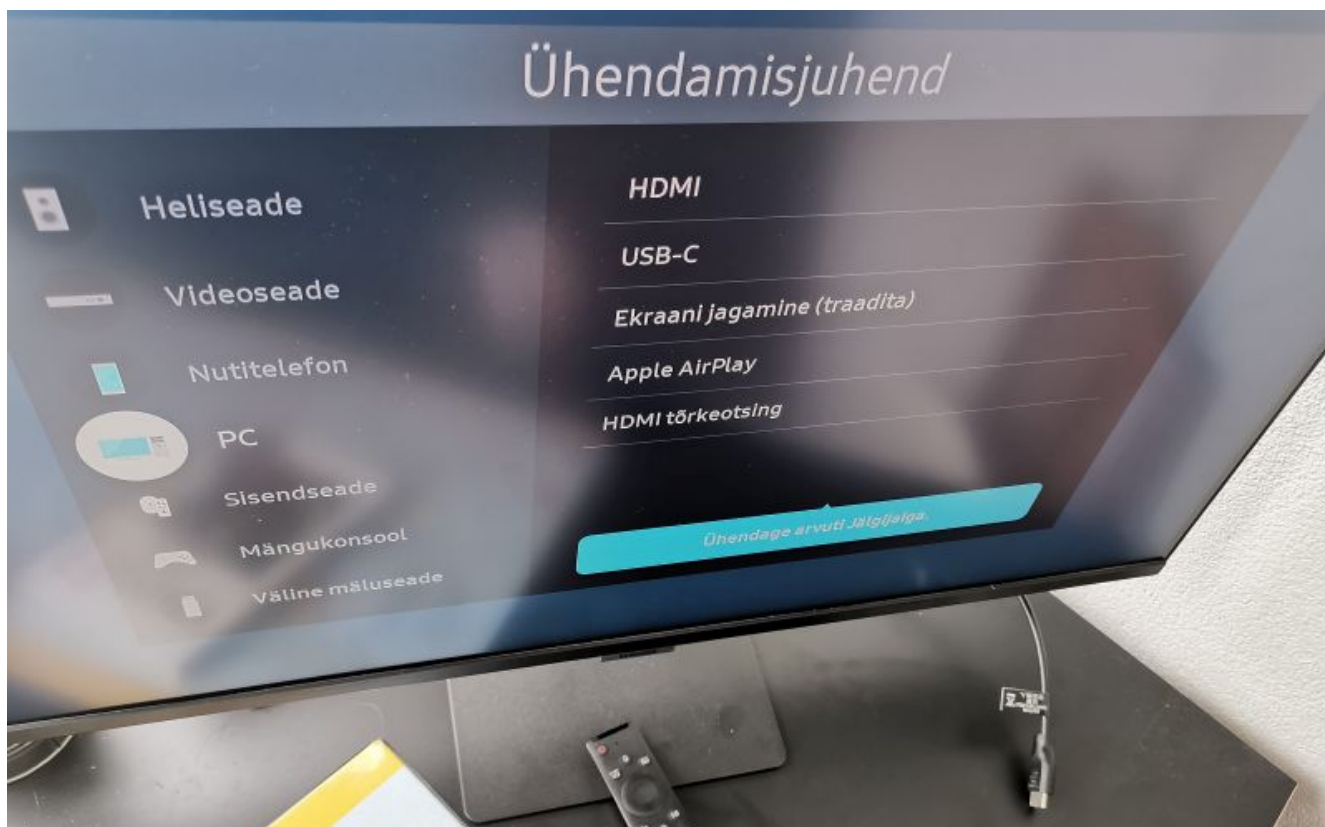 Ühendamisjuhend
Heliseade
Videoseade
Nutitelefon
PC
Sisendseade
Mängukonsool
Väline mäluseade
HDMI
USB-C
Ekraani jagamine (traadita)
Apple AirPlay
HDMI tõrkeotsing
Ühendage arvuti Jälgijaiga.